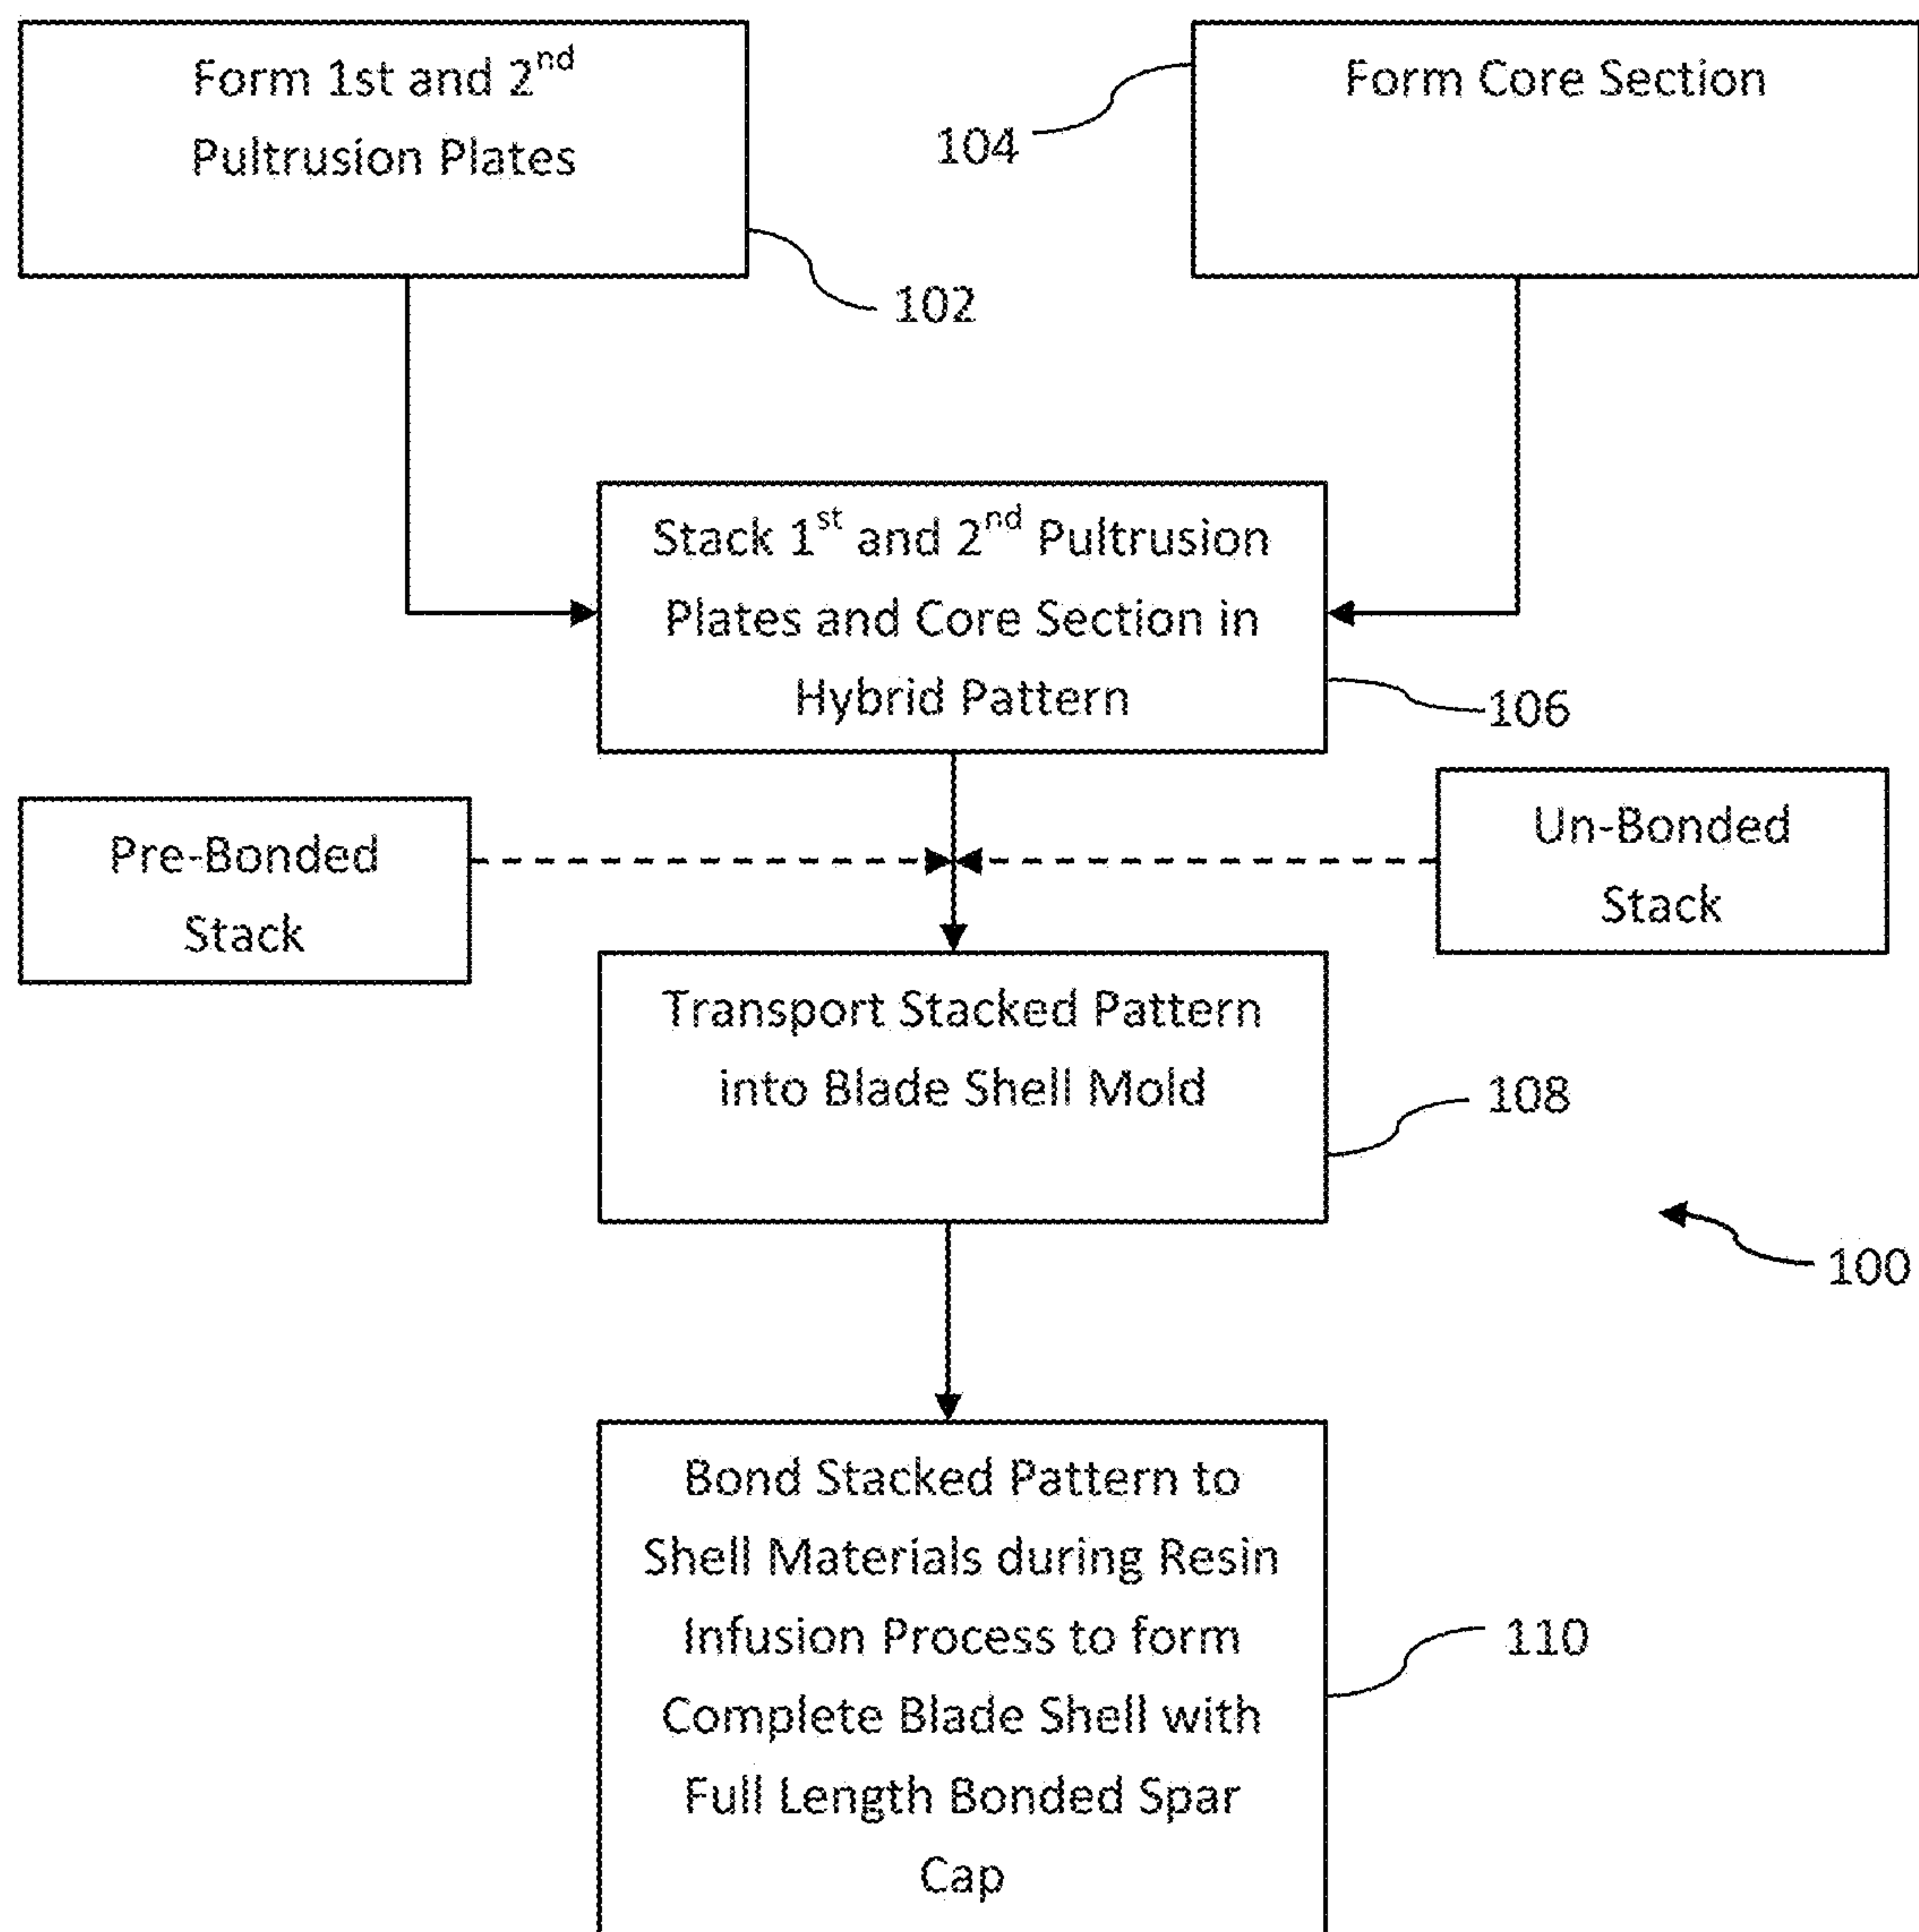 Form 1st and 2nd
Pultrusion Plates
102
Form Core Section
104
Stack 1st and 2nd Pultrusion
Plates and Core Section in
Hybrid Pattern
106
Pre-Bonded
Stack
Un-Bonded
Stack
Transport Stacked Pattern
into Blade Shell Mold
108
100
Bond Stacked Pattern to
Shell Materials during Resin
Infusion Process to form
Complete Blade Shell with
Full Length Bonded Spar
Cap
110